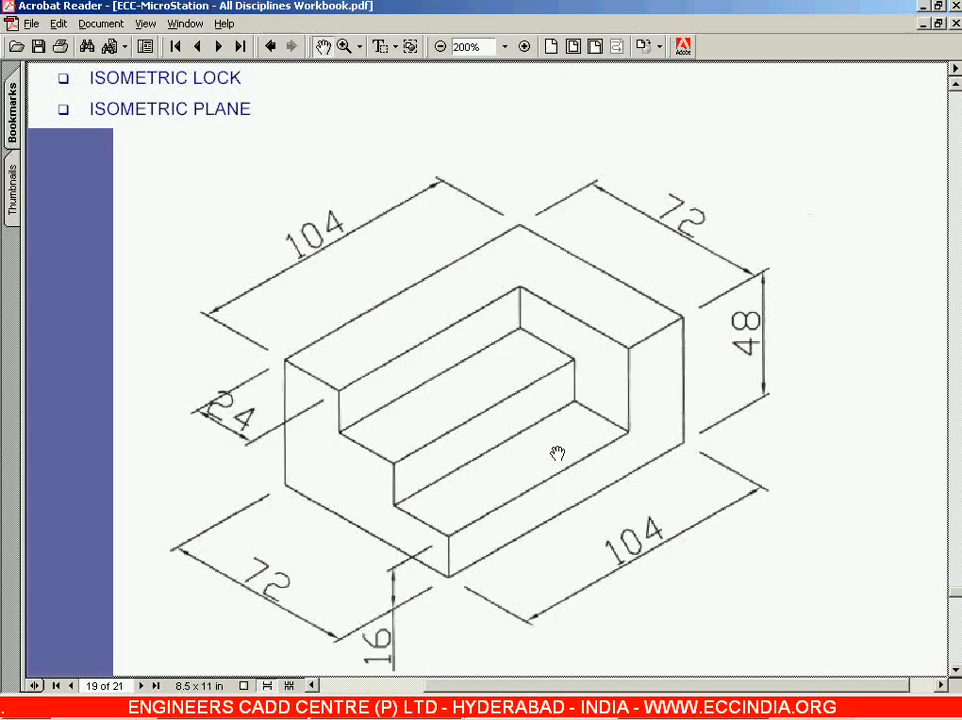 Acrobat Reader - [ECC-MicroStation - All Disciplines Workbook.pdf]
File Edit Document View Window Help
200%
Bookmarks
Thumbnails
ISOMETRIC LOCK
ISOMETRIC PLANE
104
72
48
24
104
72
16
19 of 21
8.5 x 11 in
ENGINEERS CADD CENTRE (P) LTD - HYDERABAD - INDIA - WWW.ECCINDIA.ORG